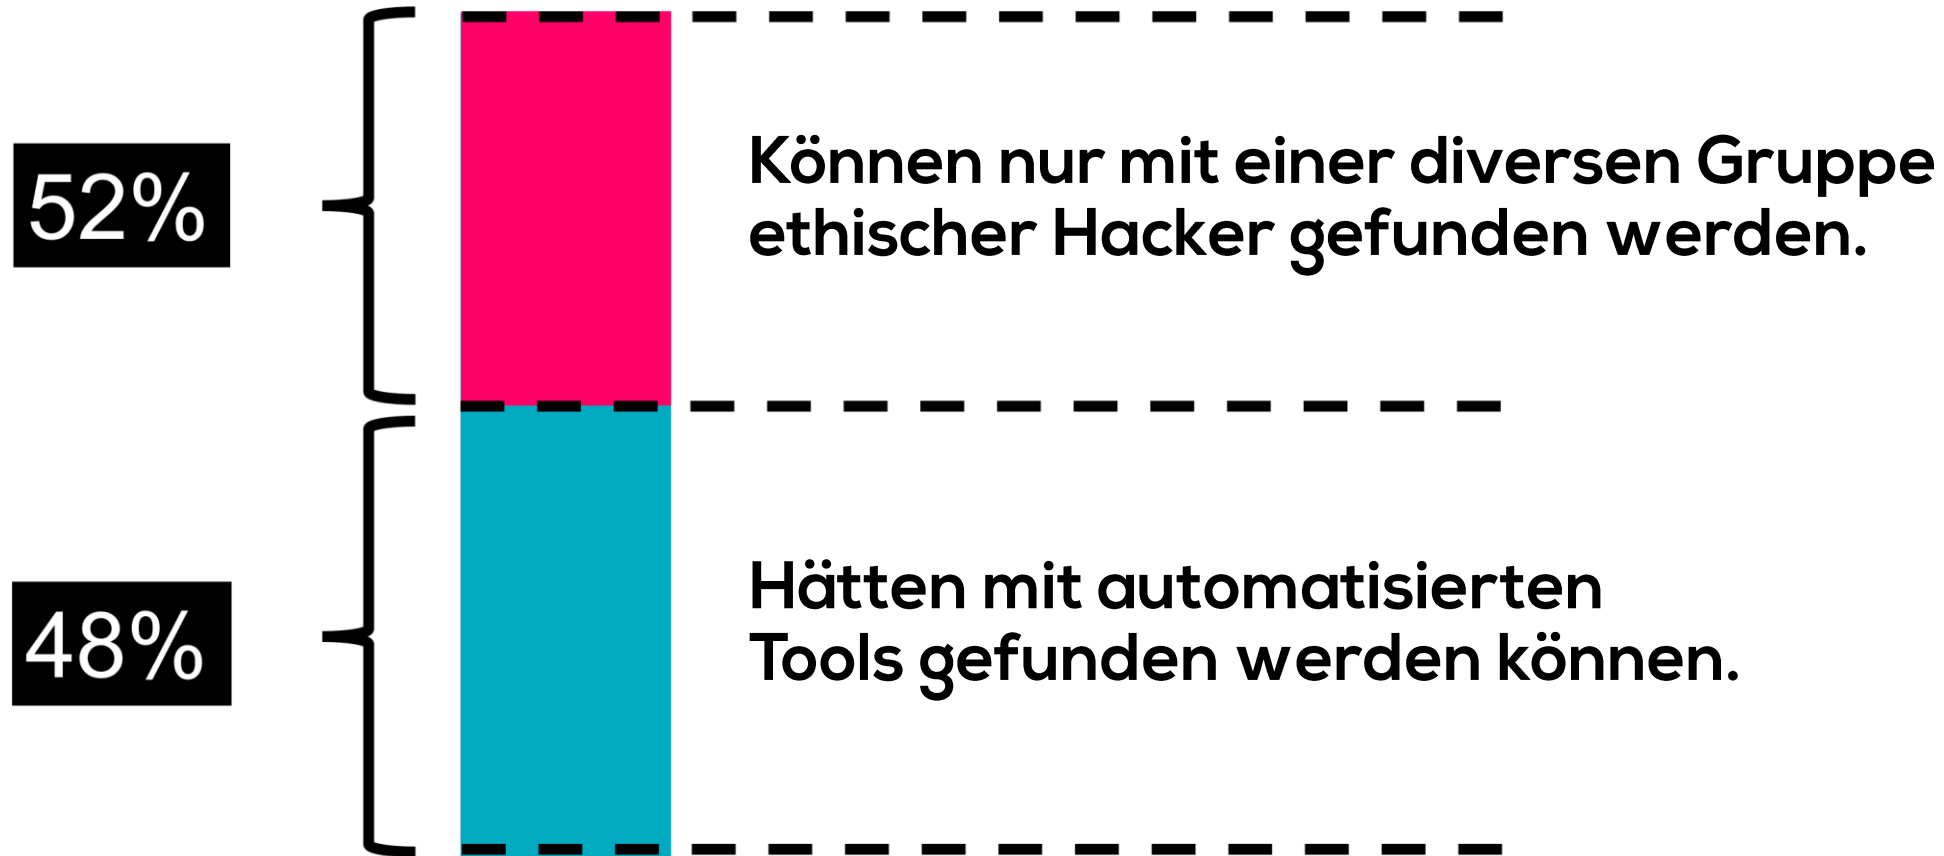 52%
Können nur mit einer diversen Gruppe
ethischer Hacker gefunden werden.
48%
Hätten mit automatisierten
Tools gefunden werden können.